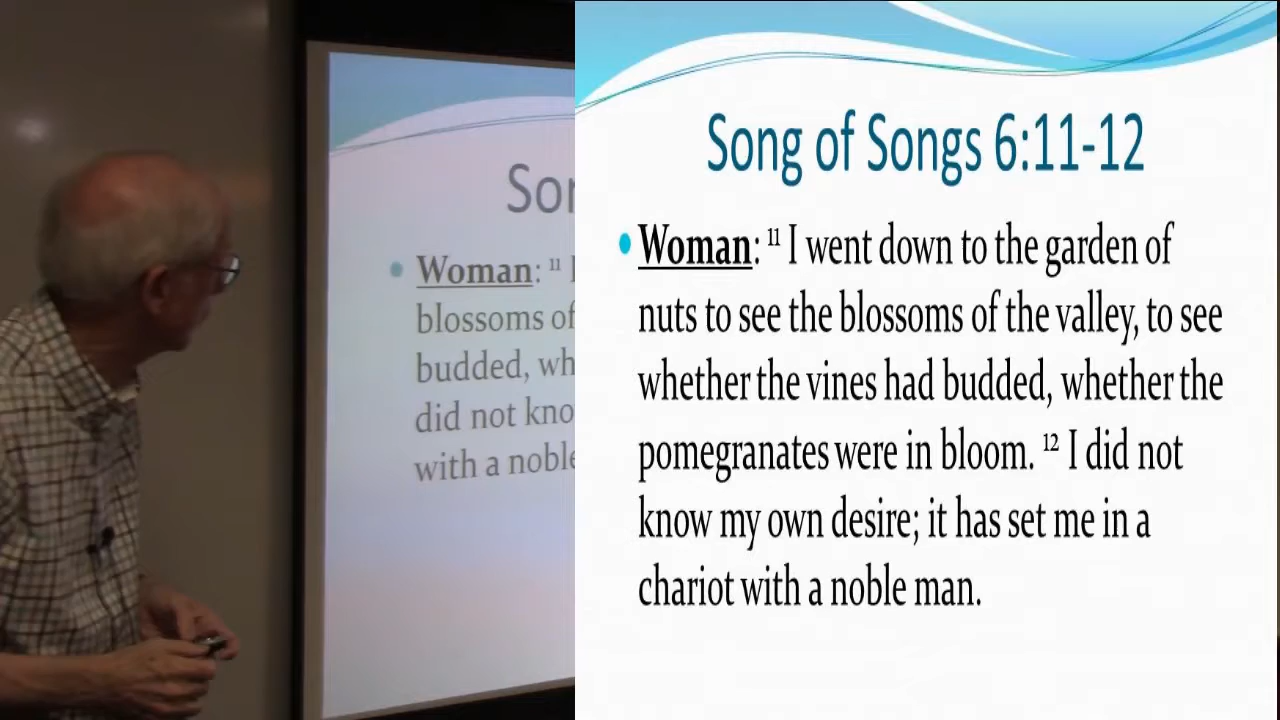 Song of Songs 6:11-12
• Woman: ¹¹ I went down to the garden of
nuts to see the blossoms of the valley, to see
whether the vines had budded, whether the
pomegranates were in bloom. ¹² I did not
know my own desire; it has set me in a
chariot with a noble man.
Son
• Woman: ¹¹ I
blossoms of
budded, wh
did not kno
with a noble